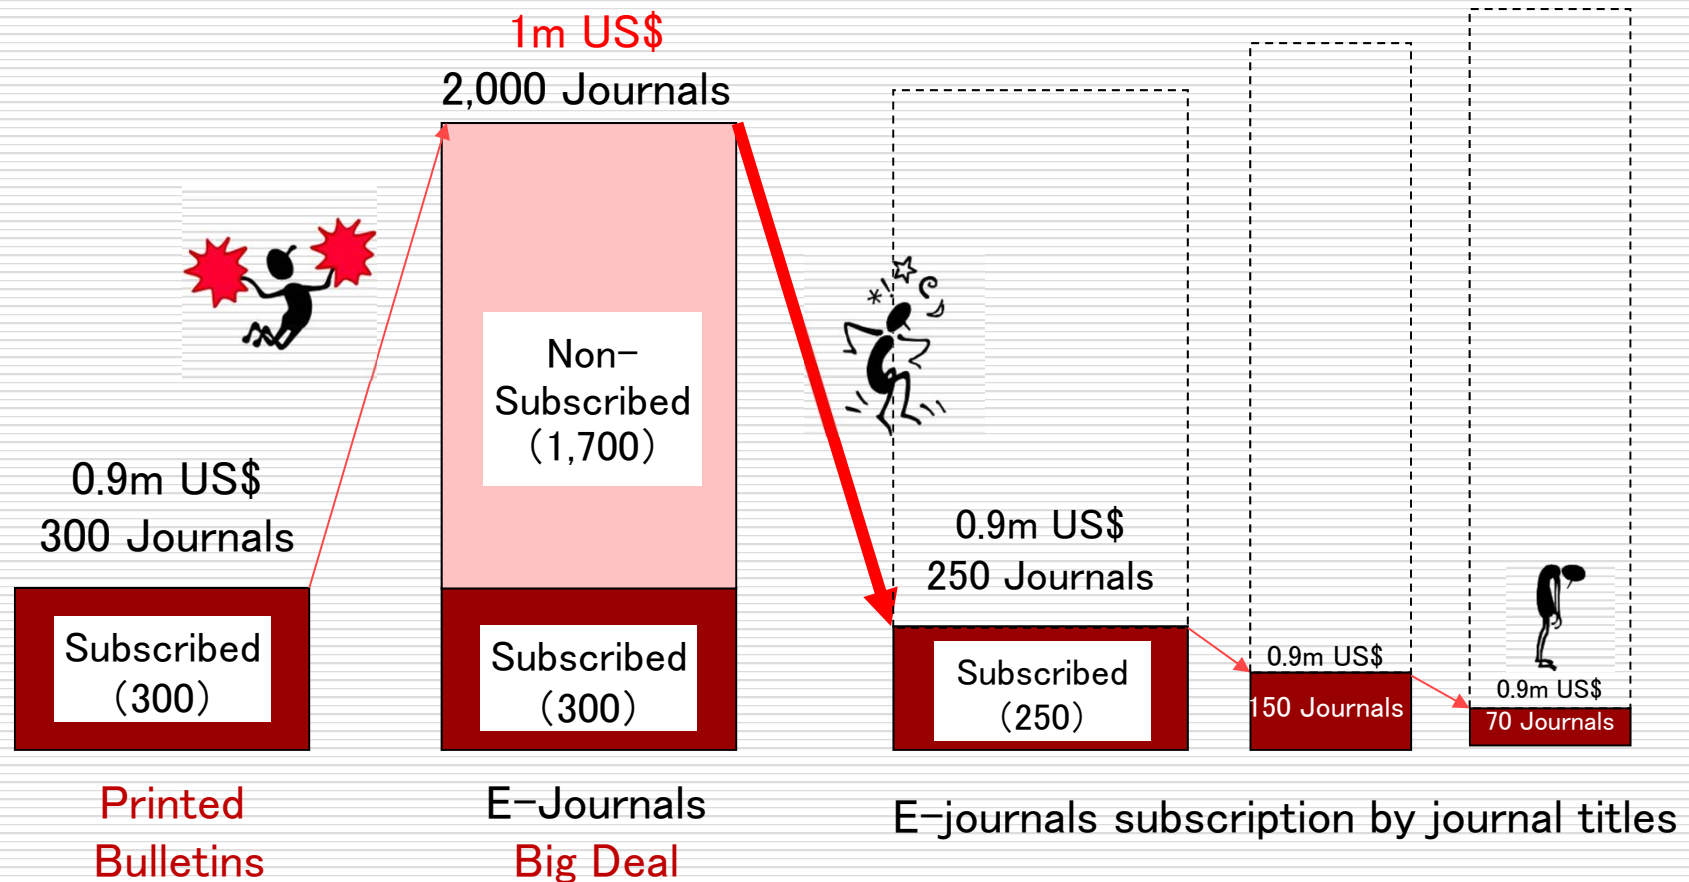 1m US$
2,000 Journals
Non-
Subscribed
(1,700)
0.9m US$
300 Journals
Subscribed
(300)
Subscribed
(300)
0.9m US$
250 Journals
Subscribed
(250)
0.9m US$
150 Journals
0.9m US$
70 Journals
Printed
Bulletins
E-Journals
Big Deal
E-journals subscription by journal titles